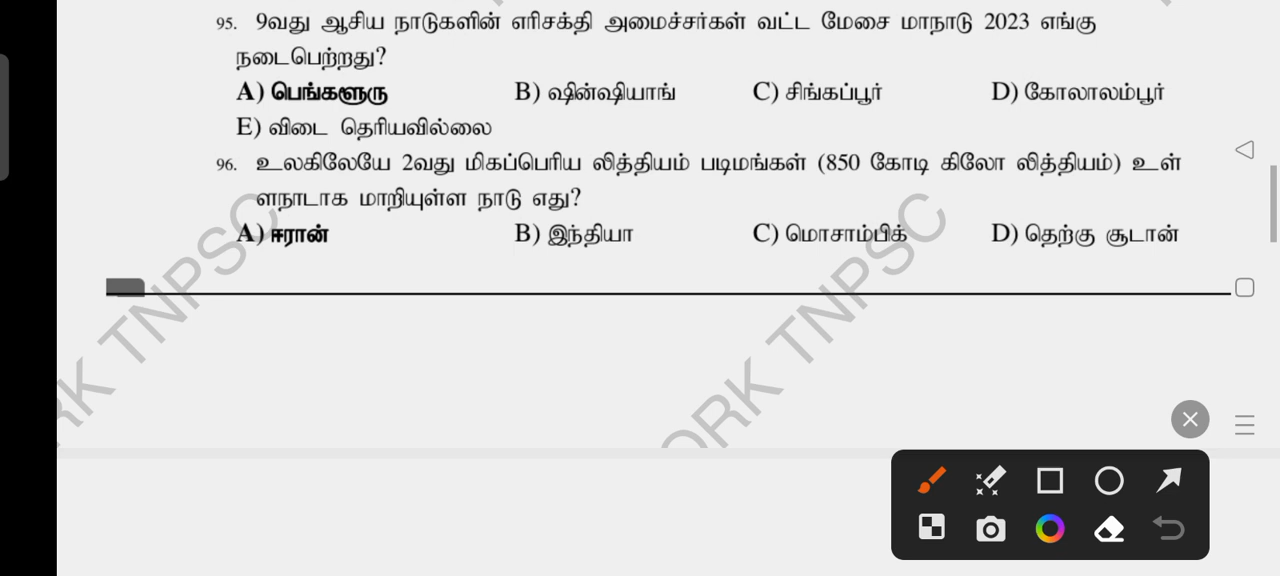 95. 9வது ஆசிய நாடுகளின் எரிசக்தி அமைச்சர்கள் வட்ட மேசை மாநாடு 2023 எங்கு
நடைபெற்றது?
A) பெங்களூரு B) ஷின்ஷியாங் C) சிங்கப்பூர் D) கோலாலம்பூர்
E) விடை தெரியவில்லை
96. உலகிலேயே 2வது மிகப்பெரிய லித்தியம் படிமங்கள் (850 கோடி கிலோ லித்தியம்) உள்
ளநாடாக மாறியுள்ள நாடு எது?
A) ஈரான் B) இந்தியா C) மொசாம்பிக் D) தெற்கு சூடான்
RK TNPSC
ORK TNPSC